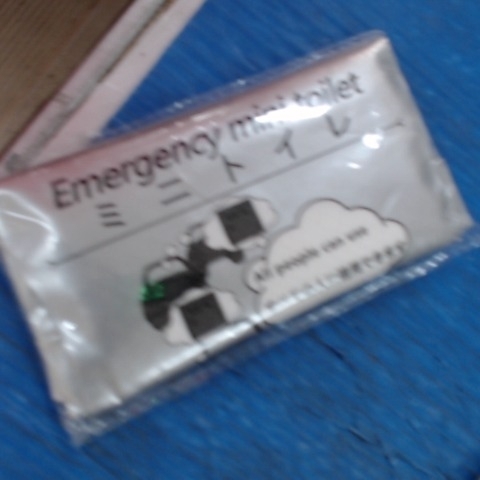 Emergency mini toilet
ミニトイレ
All people can use